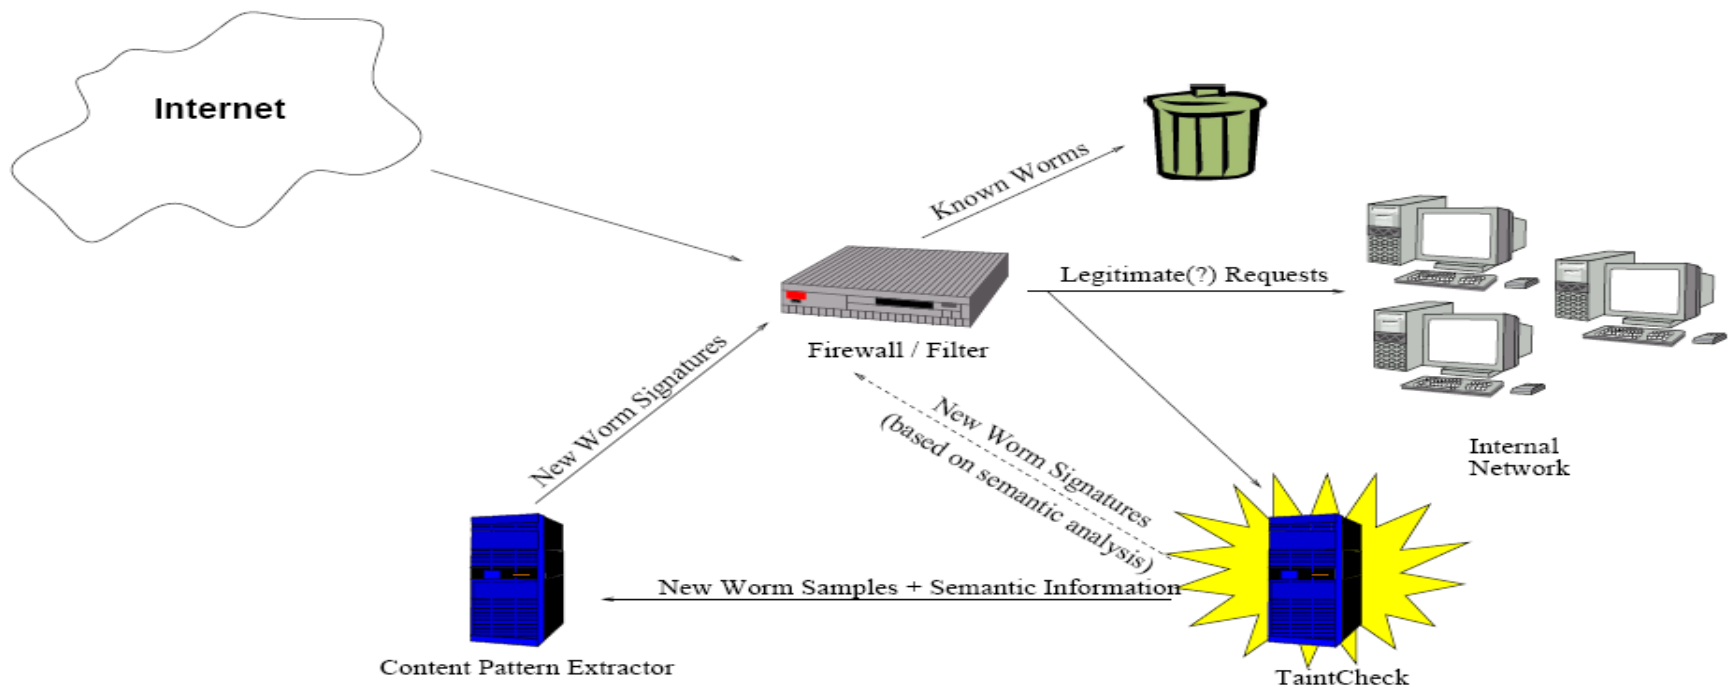 Internet
Known Worms
Legitimate(?) Requests
Firewall / Filter
New Worm Signatures
New Worm Signatures
(based on semantic analysis)
Internal
Network
New Worm Samples + Semantic Information
Content Pattern Extractor
TaintCheck